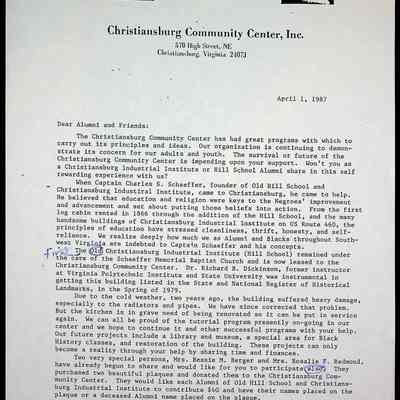 Christiansburg Community Center, Inc.
570 High Street, NE
Christiansburg, Virginia 24073
April 1, 1987
Dear Alumni and Friends:
The Christiansburg Community Center has had great programs with which to
carry out its principles and ideas. Our organization is continuing to demon-
strate its concern for our adults and youth. The survival or future of the
Christiansburg Community Center is depending upon your support. Won't you as
a Christiansburg Industrial Institute or Hill School Alumni share in this self
rewarding experience with us?
When Captain Charles S. Schaeffer, founder of Old Hill School and
Christiansburg Industrial Institute, came to Christiansburg, he came to help.
He believed that education and religion were keys to the Negroes' improvement
and advancement and set about putting those beliefs into action. From the first
log cabin rented in 1866 through the addition of the Hill School, and the many
handsome buildings of Christiansburg Industrial Institute on US Route 460, the
principles of education have stressed cleanliness, thrift, honesty, and self-
reliance. We realize deeply how much we as Alumni and Blacks throughout South-
west Virginia are indebted to Captain Schaeffer and his concepts.
first The Old Christiansburg Industrial Institute (Hill School) remained under
the care of the Schaeffer Memorial Baptist Church and is now released to the
Christiansburg Community Center. Dr. Richard B. Dickinson, former instructor
at Virginia Polytechnic Institute and State University was instrumental in
getting this building listed in the State and National Register of Historical
Landmarks, in the Spring of 1979.
Due to the cold weather, two years ago, the building suffered heavy damage,
especially to the radiators and pipes. We have since corrected that problem.
But the kitchen is in grave need of being renovated so it can be put in service
again. We can all be proud of the tutorial program presently on-going in our
center and we hope to continue it and other successful programs with your help.
Our future projects include a library and museum, a special area for Black
History classes, and restoration of the building. These projects can only
become a reality through your help by sharing time and finances.
Two very special persons, Mrs. Bessie M. Berger and Mrs. Rosalie F. Redmond,
have already begun to share and would like for you to participate They
purchased two beautiful plaques and donated them to the Christiansburg Com-
munity Center. They would like each Alumni of Old Hill School and Christians-
burg Industrial Institute to contribute $40 and have their names placed on the
plaque or a deceased Alumni name placed on the plaque.